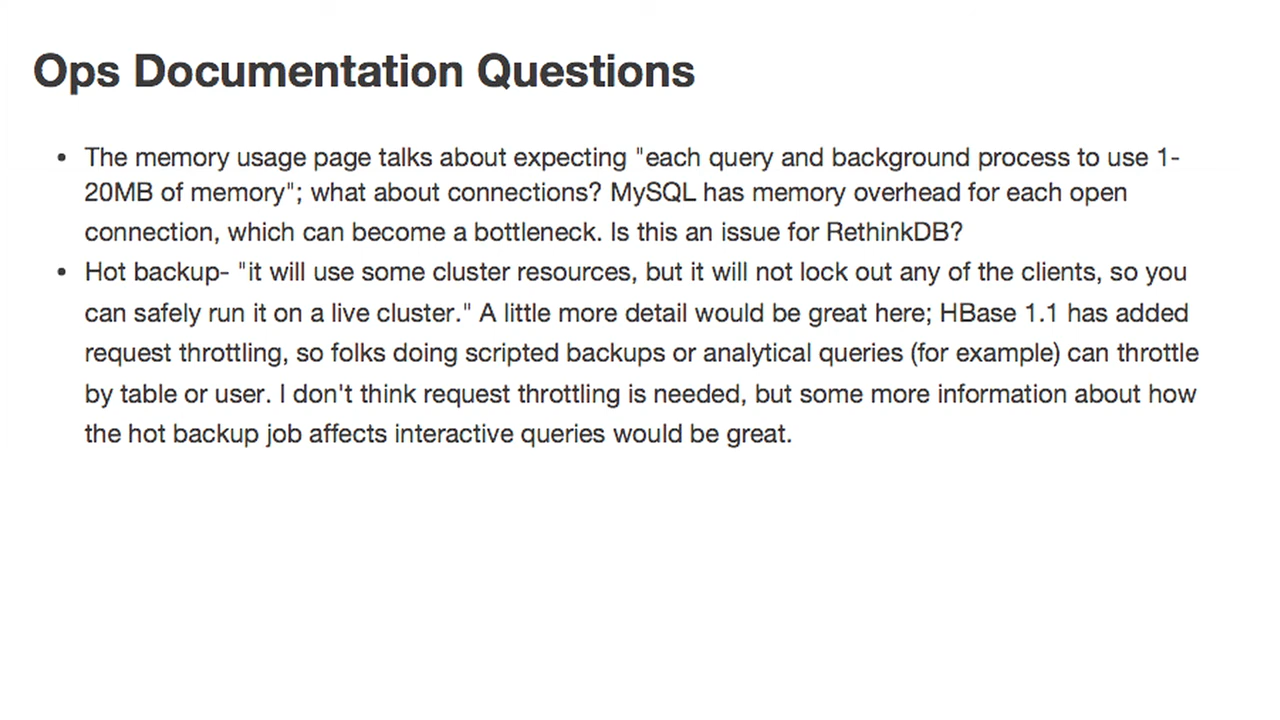 Ops Documentation Questions
• The memory usage page talks about expecting "each query and background process to use 1-
20MB of memory"; what about connections? MySQL has memory overhead for each open
connection, which can become a bottleneck. Is this an issue for RethinkDB?
• Hot backup- "it will use some cluster resources, but it will not lock out any of the clients, so you
can safely run it on a live cluster." A little more detail would be great here; HBase 1.1 has added
request throttling, so folks doing scripted backups or analytical queries (for example) can throttle
by table or user. I don't think request throttling is needed, but some more information about how
the hot backup job affects interactive queries would be great.